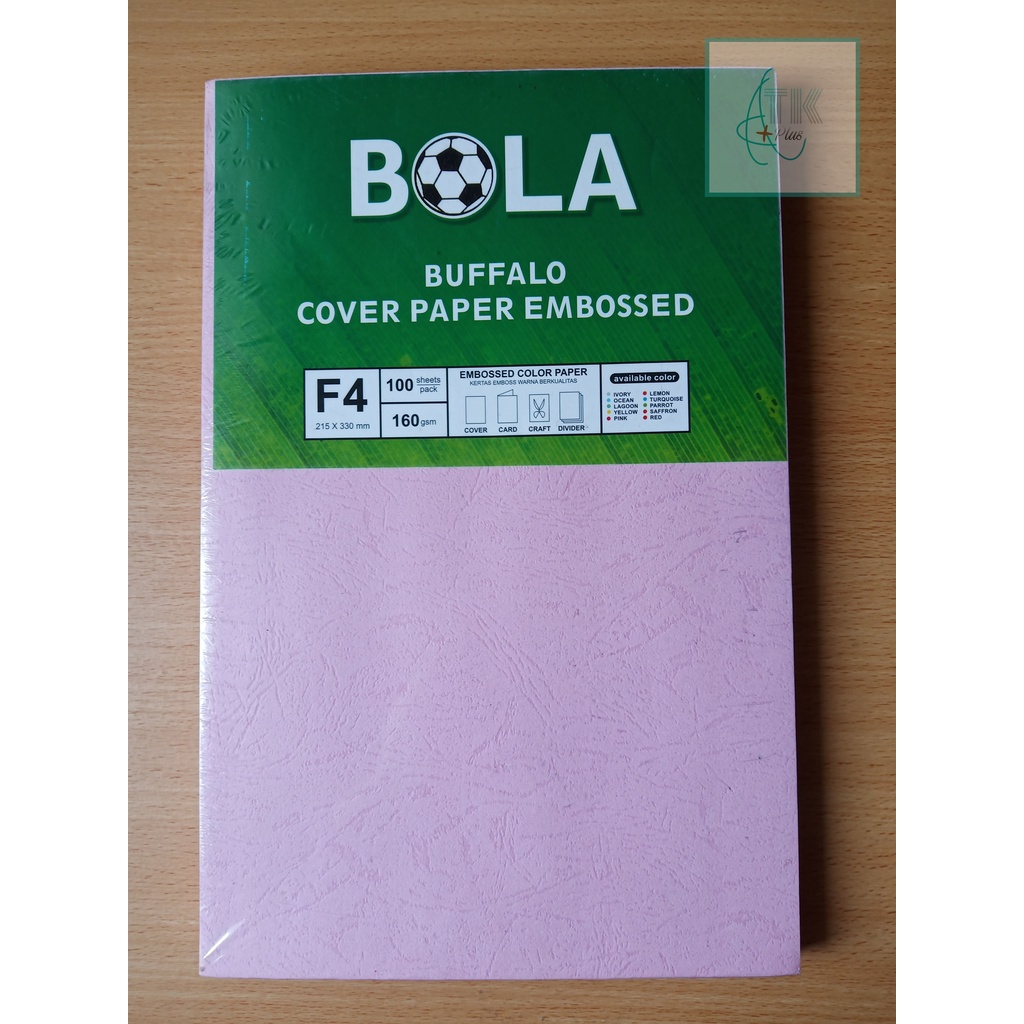 BOLA
TK
Plus
BUFFALO
COVER PAPER EMBOSSED
F4
215 X 330 mm
100 sheets
pack
160gsm
EMBOSSED COLOR PAPER
KERTAS EMBOSS WARNA BERKUALITAS
COVER CARD CRAFT DIVIDER
available color
IVORY LEMON
OCEAN TURQUOISE
LAGOON PARROT
YELLOW SAFFRON
PINK RED